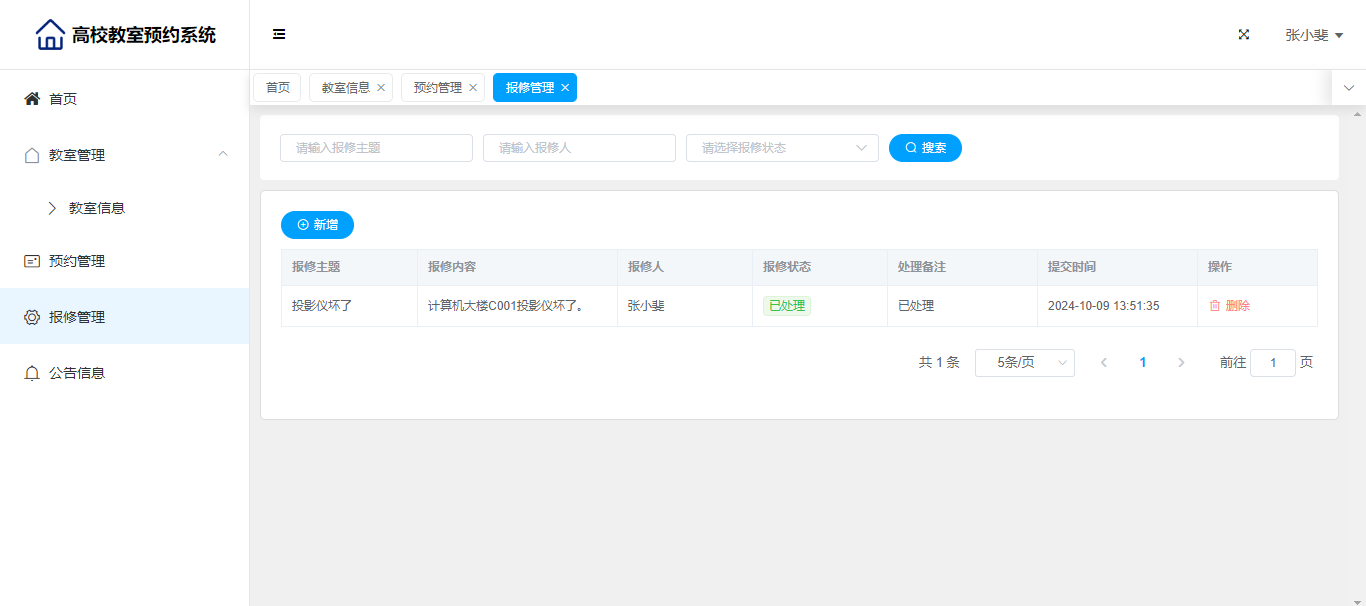 高校教室预约系统
张小斐
首页
教室管理
教室信息
预约管理
报修管理
公告信息
首页 教室信息 预约管理 报修管理
请输入报修主题 请输入报修人 请选择报修状态 搜索
新增
报修主题 报修内容 报修人 报修状态 处理备注 提交时间 操作
投影仪坏了 计算机大楼C001投影仪坏了。 张小斐 已处理 已处理 2024-10-09 13:51:35 删除
共 1 条 5条/页 1 前往 1 页